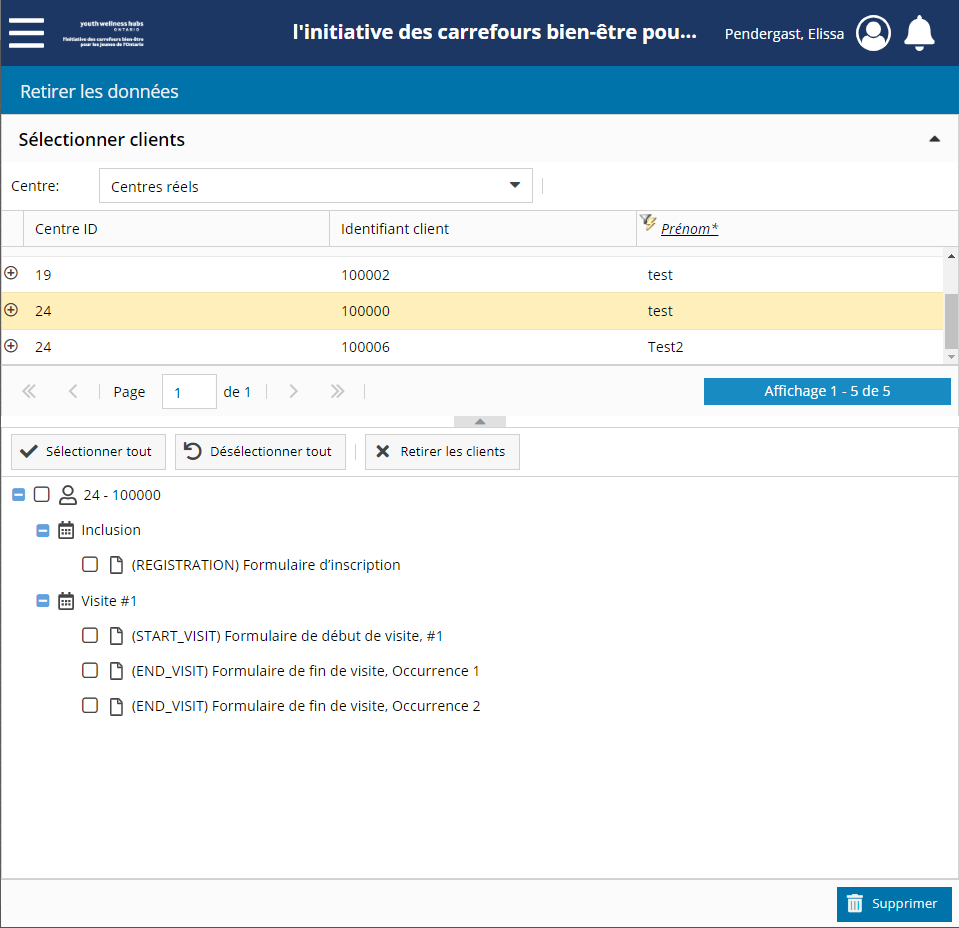 youth wellness hubs
ONTARIO
l'initiative des carrefours bien-être
pour les jeunes de l'Ontario
l'initiative des carrefours bien-être pou...
Pendergast, Elissa
Retirer les données
Sélectionner clients
Centre: Centres réels
Centre ID Identifiant client Prénom*
19 100002 test
24 100000 test
24 100006 Test2
Page 1 de 1 Affichage 1 - 5 de 5
Sélectionner tout Désélectionner tout Retirer les clients
24 - 100000
Inclusion
(REGISTRATION) Formulaire d’inscription
Visite #1
(START_VISIT) Formulaire de début de visite, #1
(END_VISIT) Formulaire de fin de visite, Occurrence 1
(END_VISIT) Formulaire de fin de visite, Occurrence 2
Supprimer